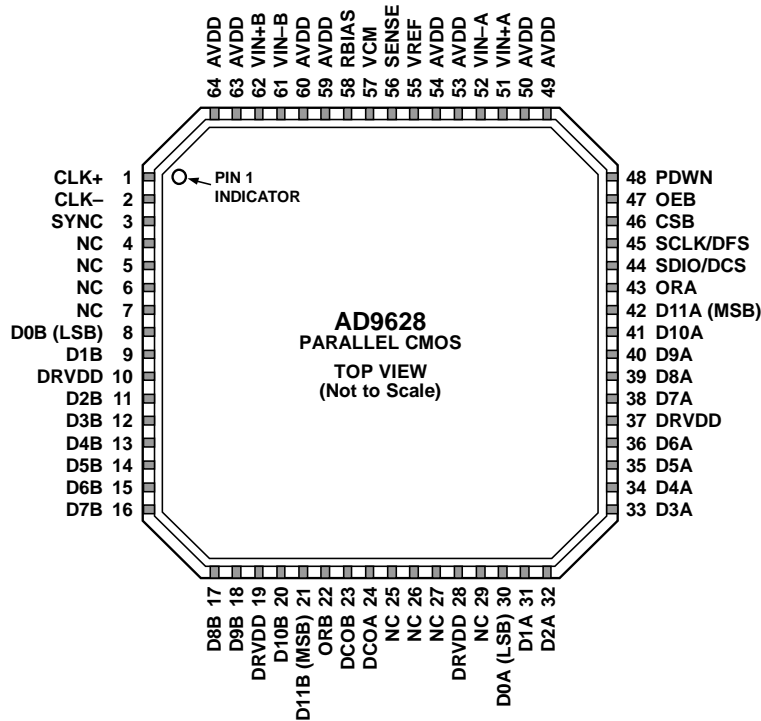 64 AVDD
63 AVDD
62 VIN+B
61 VIN–B
60 AVDD
59 AVDD
58 RBIAS
57 VCM
56 SENSE
55 VREF
54 AVDD
53 AVDD
52 VIN–A
51 VIN+A
50 AVDD
49 AVDD
CLK+ 1
CLK– 2
SYNC 3
NC 4
NC 5
NC 6
NC 7
D0B (LSB) 8
D1B 9
DRVDD 10
D2B 11
D3B 12
D4B 13
D5B 14
D6B 15
D7B 16
PIN 1
INDICATOR
AD9628
PARALLEL CMOS
TOP VIEW
(Not to Scale)
48 PDWN
47 OEB
46 CSB
45 SCLK/DFS
44 SDIO/DCS
43 ORA
42 D11A (MSB)
41 D10A
40 D9A
39 D8A
38 D7A
37 DRVDD
36 D6A
35 D5A
34 D4A
33 D3A
D8B 17
D9B 18
DRVDD 19
D10B 20
D11B (MSB) 21
ORB 22
DCOB 23
DCOA 24
NC 25
NC 26
NC 27
DRVDD 28
NC 29
D0A (LSB) 30
D1A 31
D2A 32